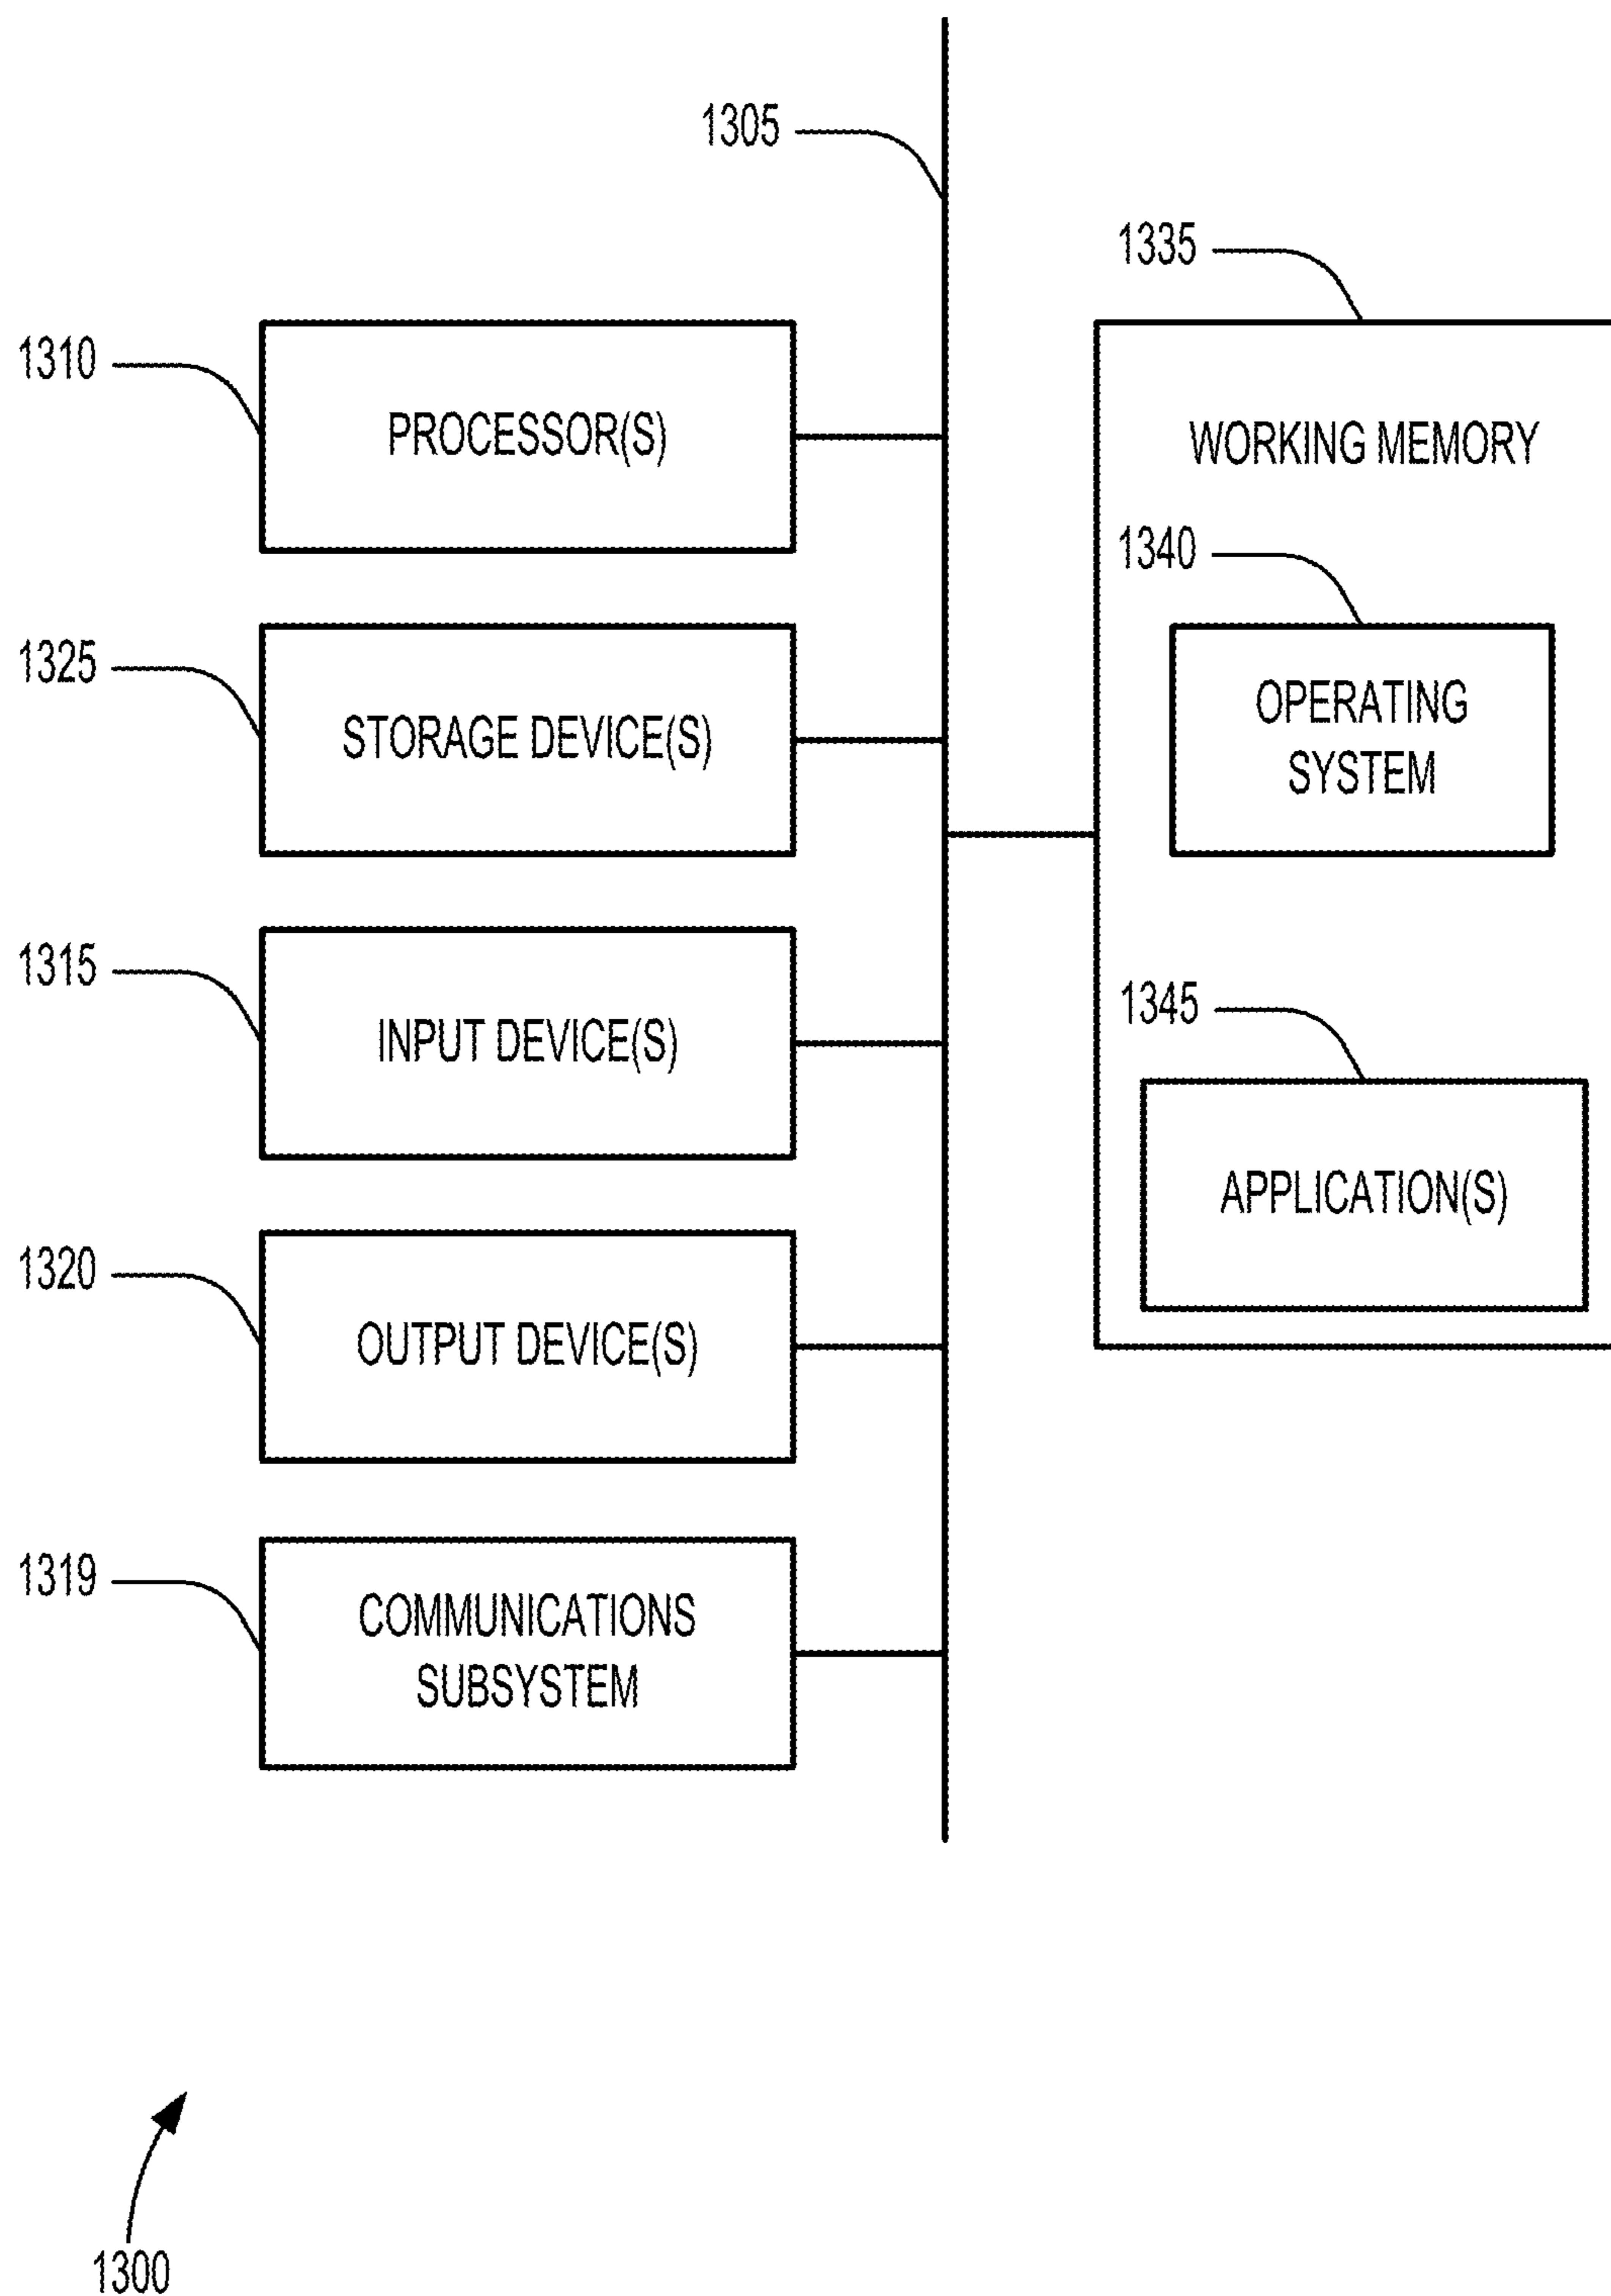 1305
1335
1310
PROCESSOR(S)
WORKING MEMORY
1340
1325
STORAGE DEVICE(S)
OPERATING
SYSTEM
1315
INPUT DEVICE(S)
1345
APPLICATION(S)
1320
OUTPUT DEVICE(S)
1319
COMMUNICATIONS
SUBSYSTEM
1300